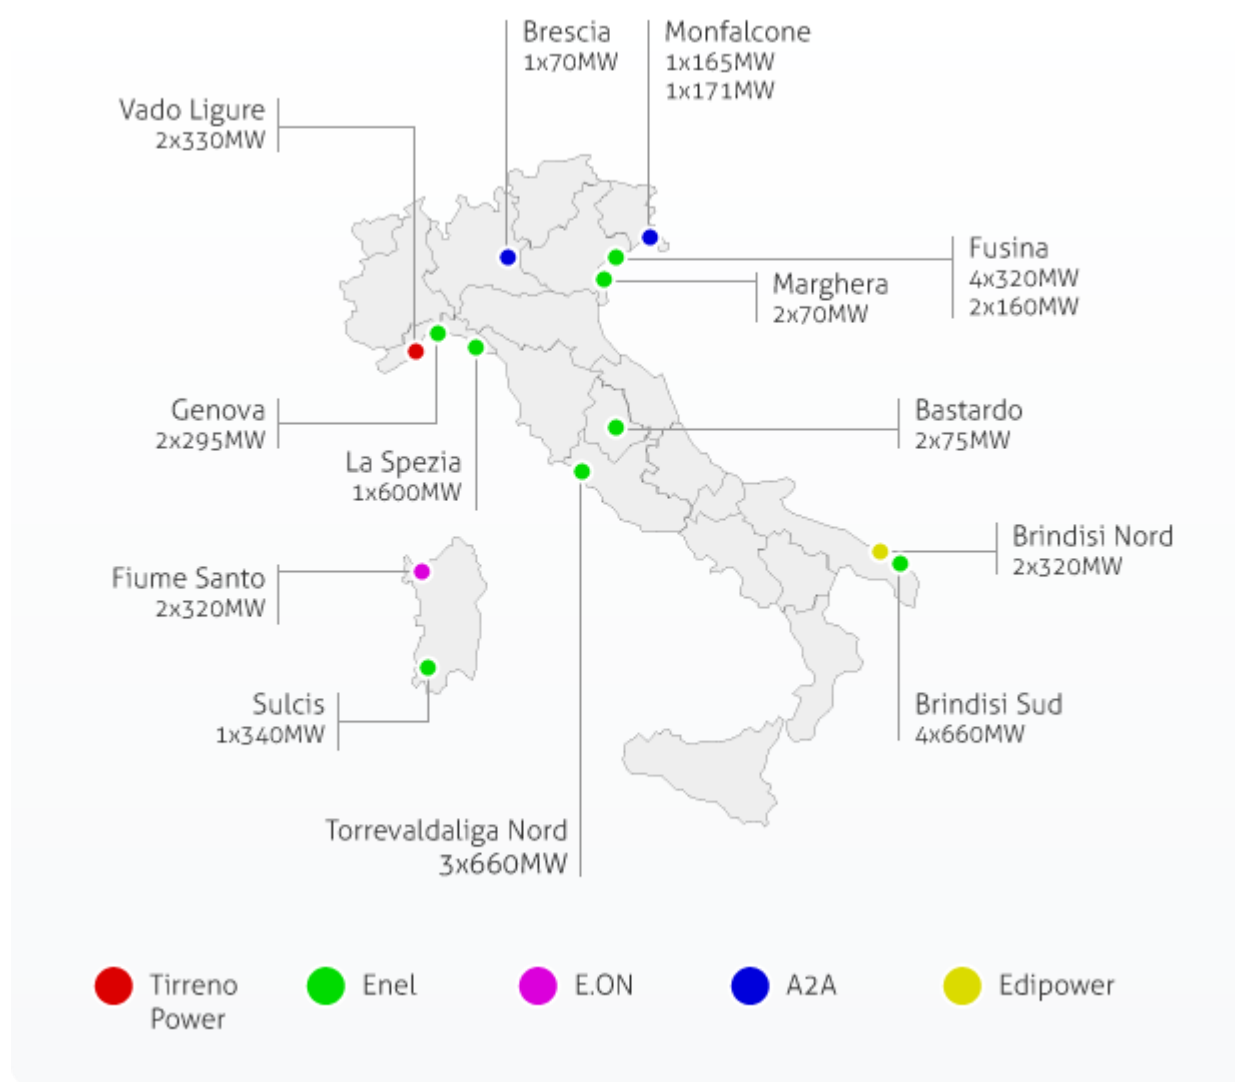 Brescia
1x70MW
Monfalcone
1x165MW
1x171MW
Vado Ligure
2x330MW
Fusina
4x320MW
2x160MW
Marghera
2x70MW
Genova
2x295MW
La Spezia
1x600MW
Bastardo
2x75MW
Brindisi Nord
2x320MW
Fiume Santo
2x320MW
Sulcis
1x340MW
Brindisi Sud
4x660MW
Torrevaldaliga Nord
3x660MW
Tirreno
Power
Enel
E.ON
A2A
Edipower